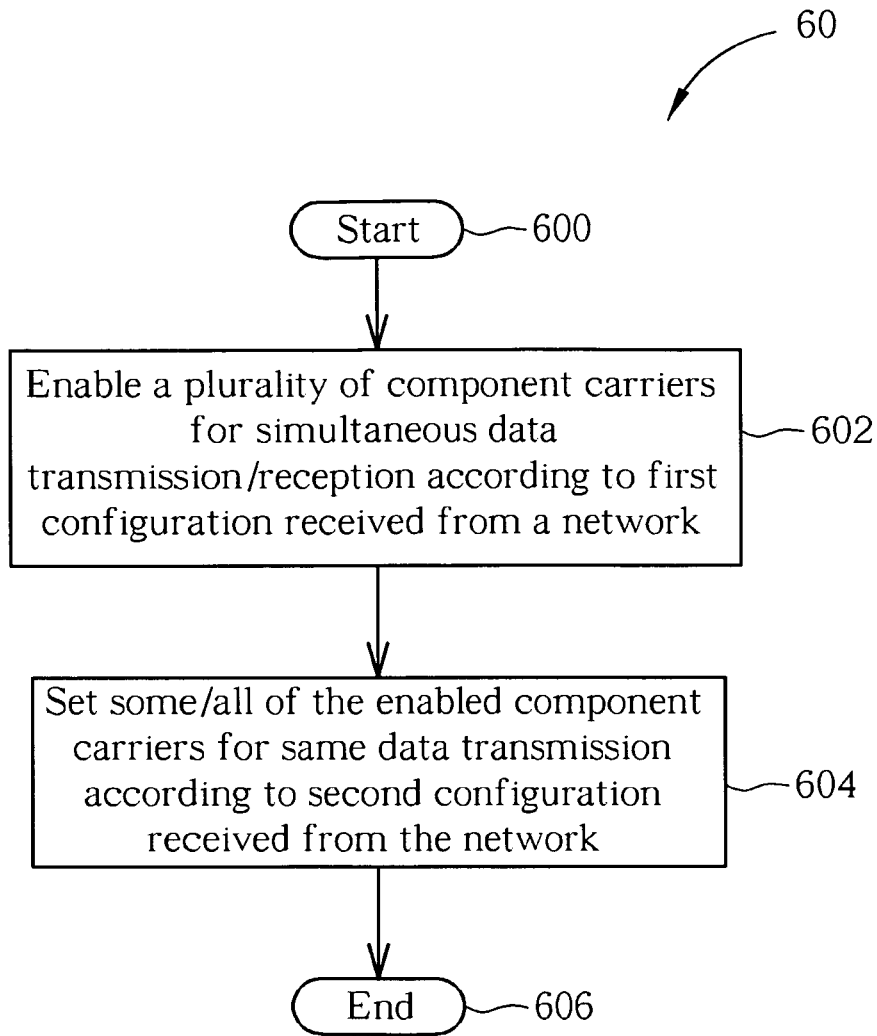 60
Start
600
Enable a plurality of component carriers
for simultaneous data
transmission/reception according to first
configuration received from a network
602
Set some/all of the enabled component
carriers for same data transmission
according to second configuration
received from the network
604
End
606